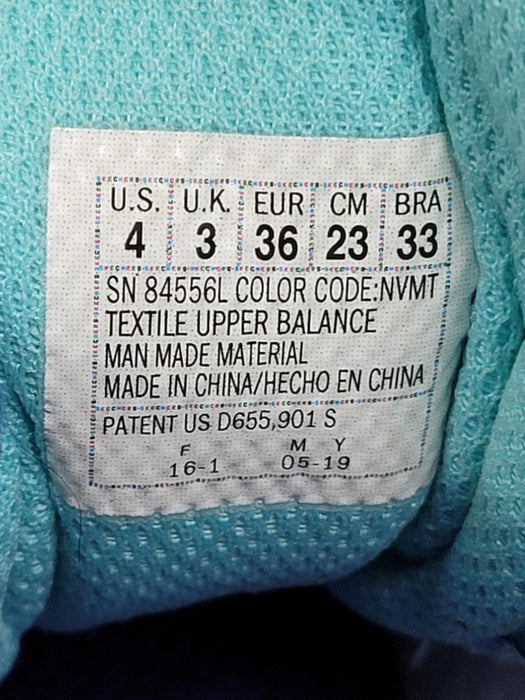 U.S. U.K. EUR CM BRA
4 3 36 23 33
SN 84556L COLOR CODE:NVMT
TEXTILE UPPER BALANCE
MAN MADE MATERIAL
MADE IN CHINA/HECHO EN CHINA
PATENT US D655,901 S
F M Y
16-1 05-19